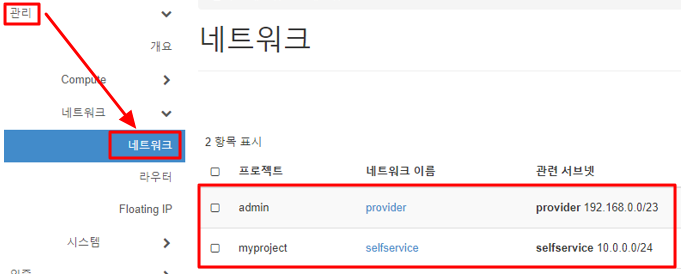 관리
개요
Compute
네트워크
네트워크
라우터
Floating IP
시스템
인증
네트워크
2 항목 표시
프로젝트 네트워크 이름 관련 서브넷
admin provider provider 192.168.0.0/23
myproject selfservice selfservice 10.0.0.0/24